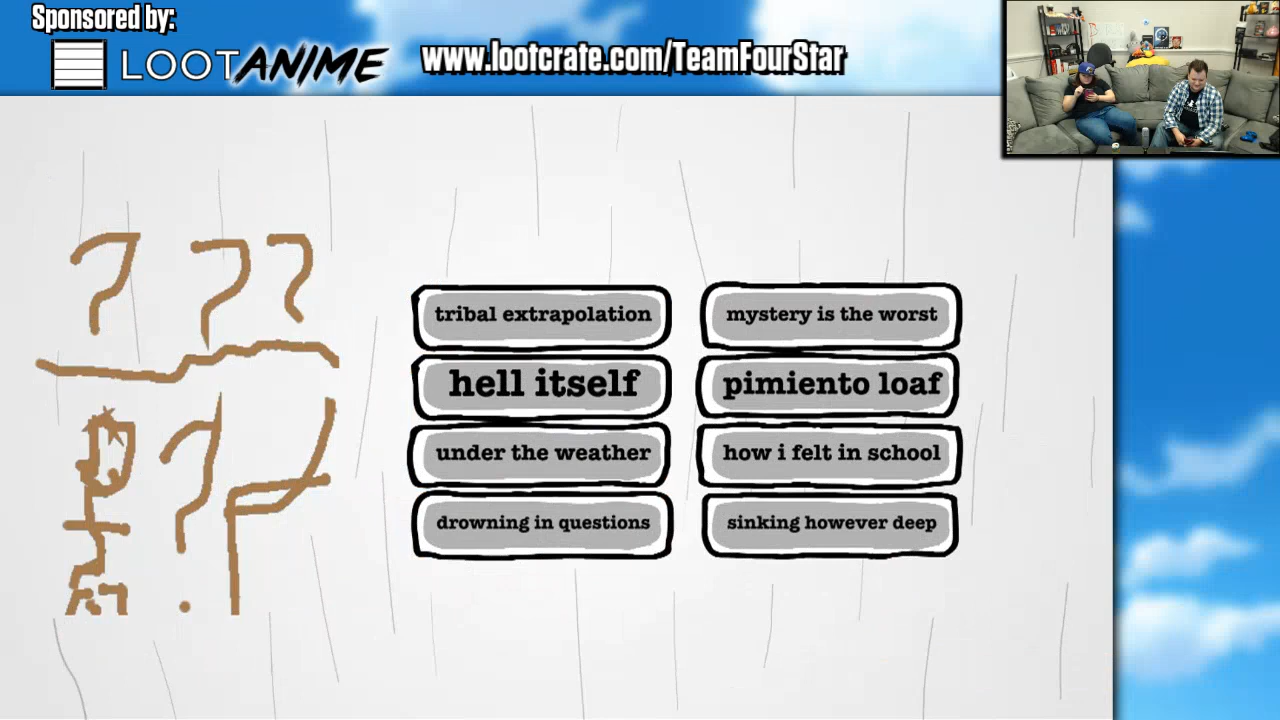 Sponsored by:
LOOTANIME
www.lootcrate.com/TeamFourStar
? ? ?
?
tribal extrapolation
mystery is the worst
hell itself
pimiento loaf
under the weather
how i felt in school
drowning in questions
sinking however deep